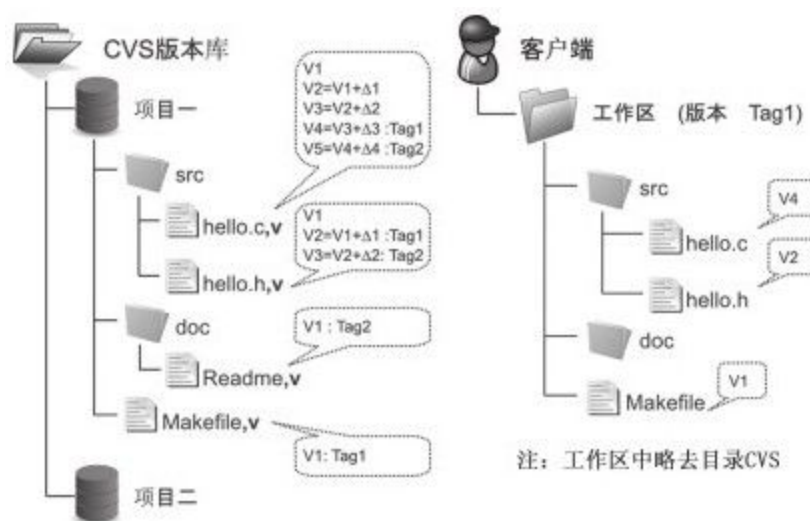 CVS版本库
项目一
V1
V2=V1+Δ1
V3=V2+Δ2
V4=V3+Δ3 :Tag1
V5=V4+Δ4 :Tag2
src
hello.c,v
V1
V2=V1+Δ1 :Tag1
V3=V2+Δ2: Tag2
hello.h,v
doc
V1 : Tag2
Readme,v
Makefile,v
V1: Tag1
项目二
客户端
工作区 (版本 Tag1)
src
V4
hello.c
V2
hello.h
doc
V1
Makefile
注: 工作区中略去目录CVS